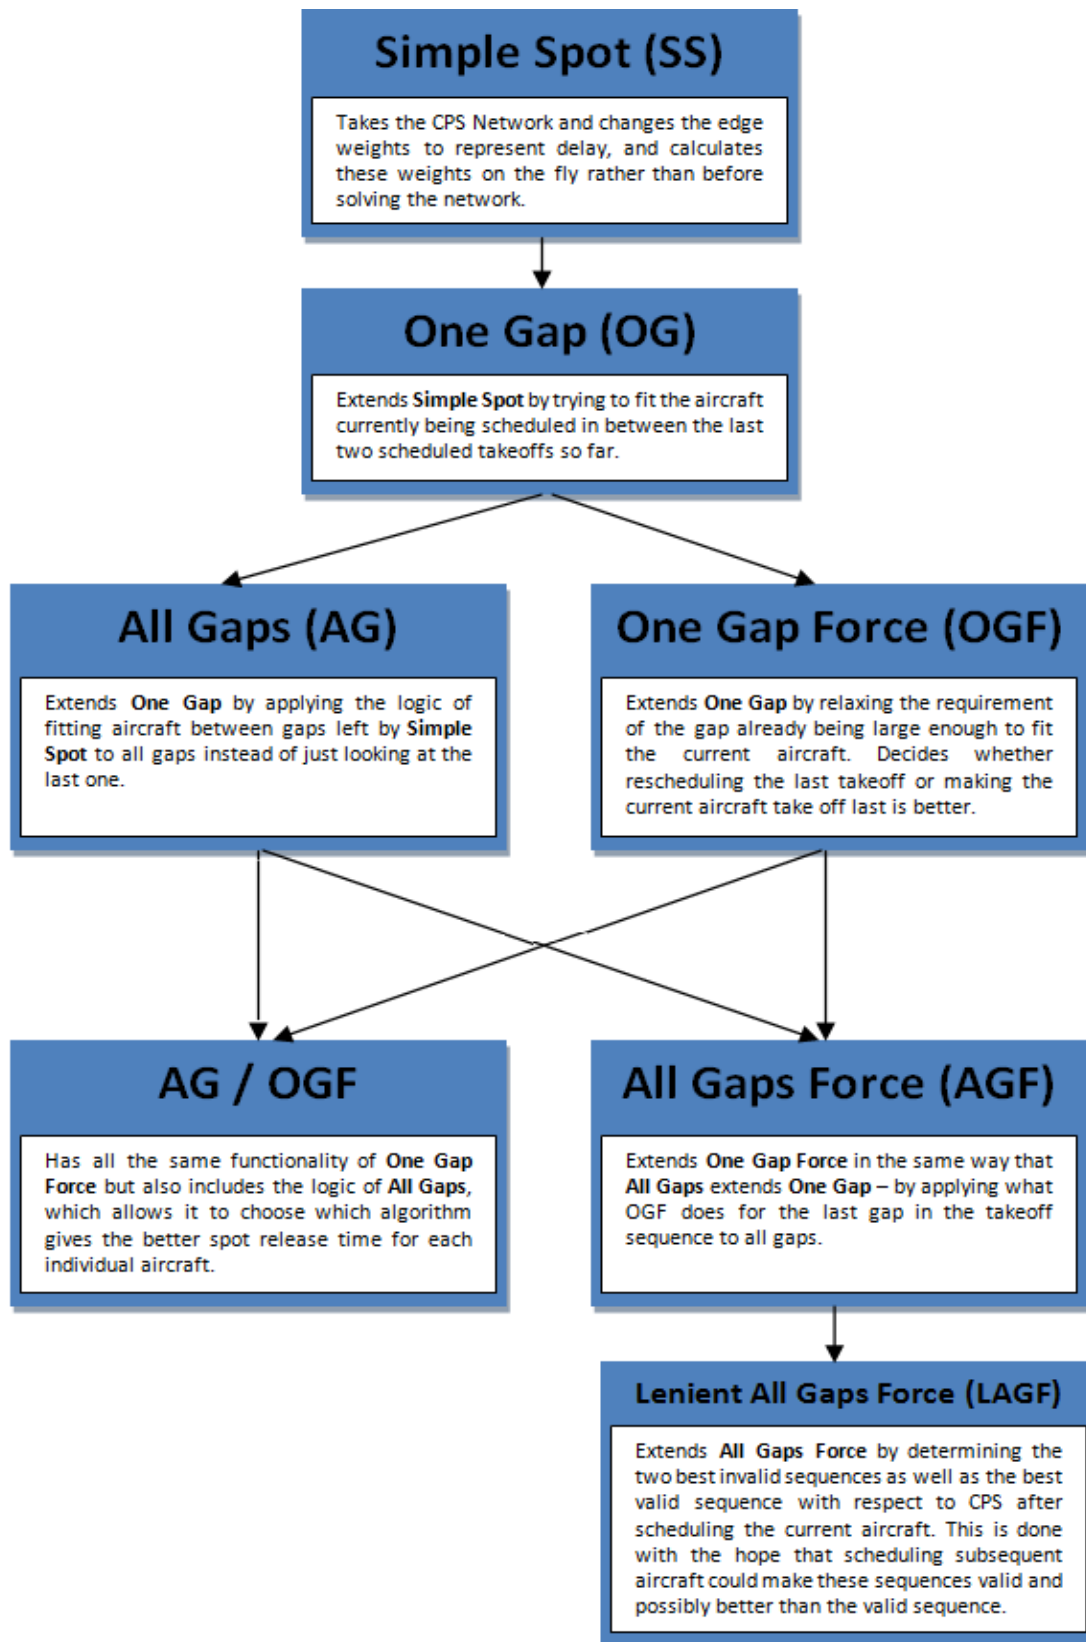 Simple Spot (SS)
Takes the CPS Network and changes the edge
weights to represent delay, and calculates
these weights on the fly rather than before
solving the network.
One Gap (OG)
Extends Simple Spot by trying to fit the aircraft
currently being scheduled in between the last
two scheduled takeoffs so far.
All Gaps (AG)
Extends One Gap by applying the logic of
fitting aircraft between gaps left by Simple
Spot to all gaps instead of just looking at the
last one.
One Gap Force (OGF)
Extends One Gap by relaxing the requirement
of the gap already being large enough to fit
the current aircraft. Decides whether
rescheduling the last takeoff or making the
current aircraft take off last is better.
AG / OGF
Has all the same functionality of One Gap
Force but also includes the logic of All Gaps,
which allows it to choose which algorithm
gives the better spot release time for each
individual aircraft.
All Gaps Force (AGF)
Extends One Gap Force in the same way that
All Gaps extends One Gap – by applying what
OGF does for the last gap in the takeoff
sequence to all gaps.
Lenient All Gaps Force (LAGF)
Extends All Gaps Force by determining the
two best invalid sequences as well as the best
valid sequence with respect to CPS after
scheduling the current aircraft. This is done
with the hope that scheduling subsequent
aircraft could make these sequences valid and
possibly better than the valid sequence.